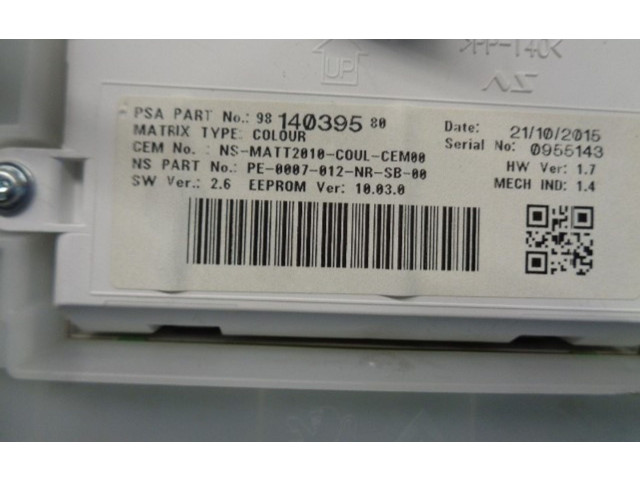 >PP-T40<
UP
PSA PART No.: 98 140395 80
MATRIX TYPE: COLOUR
CEM No.: NS-MATT2010-COUL-CEM00
NS PART No.: PE-0007-012-NR-SB-00
SW Ver.: 2.6 EEPROM Ver: 10.03.0
Date: 21/10/2015
Serial No: 0955143
HW Ver: 1.7
MECH IND: 1.4